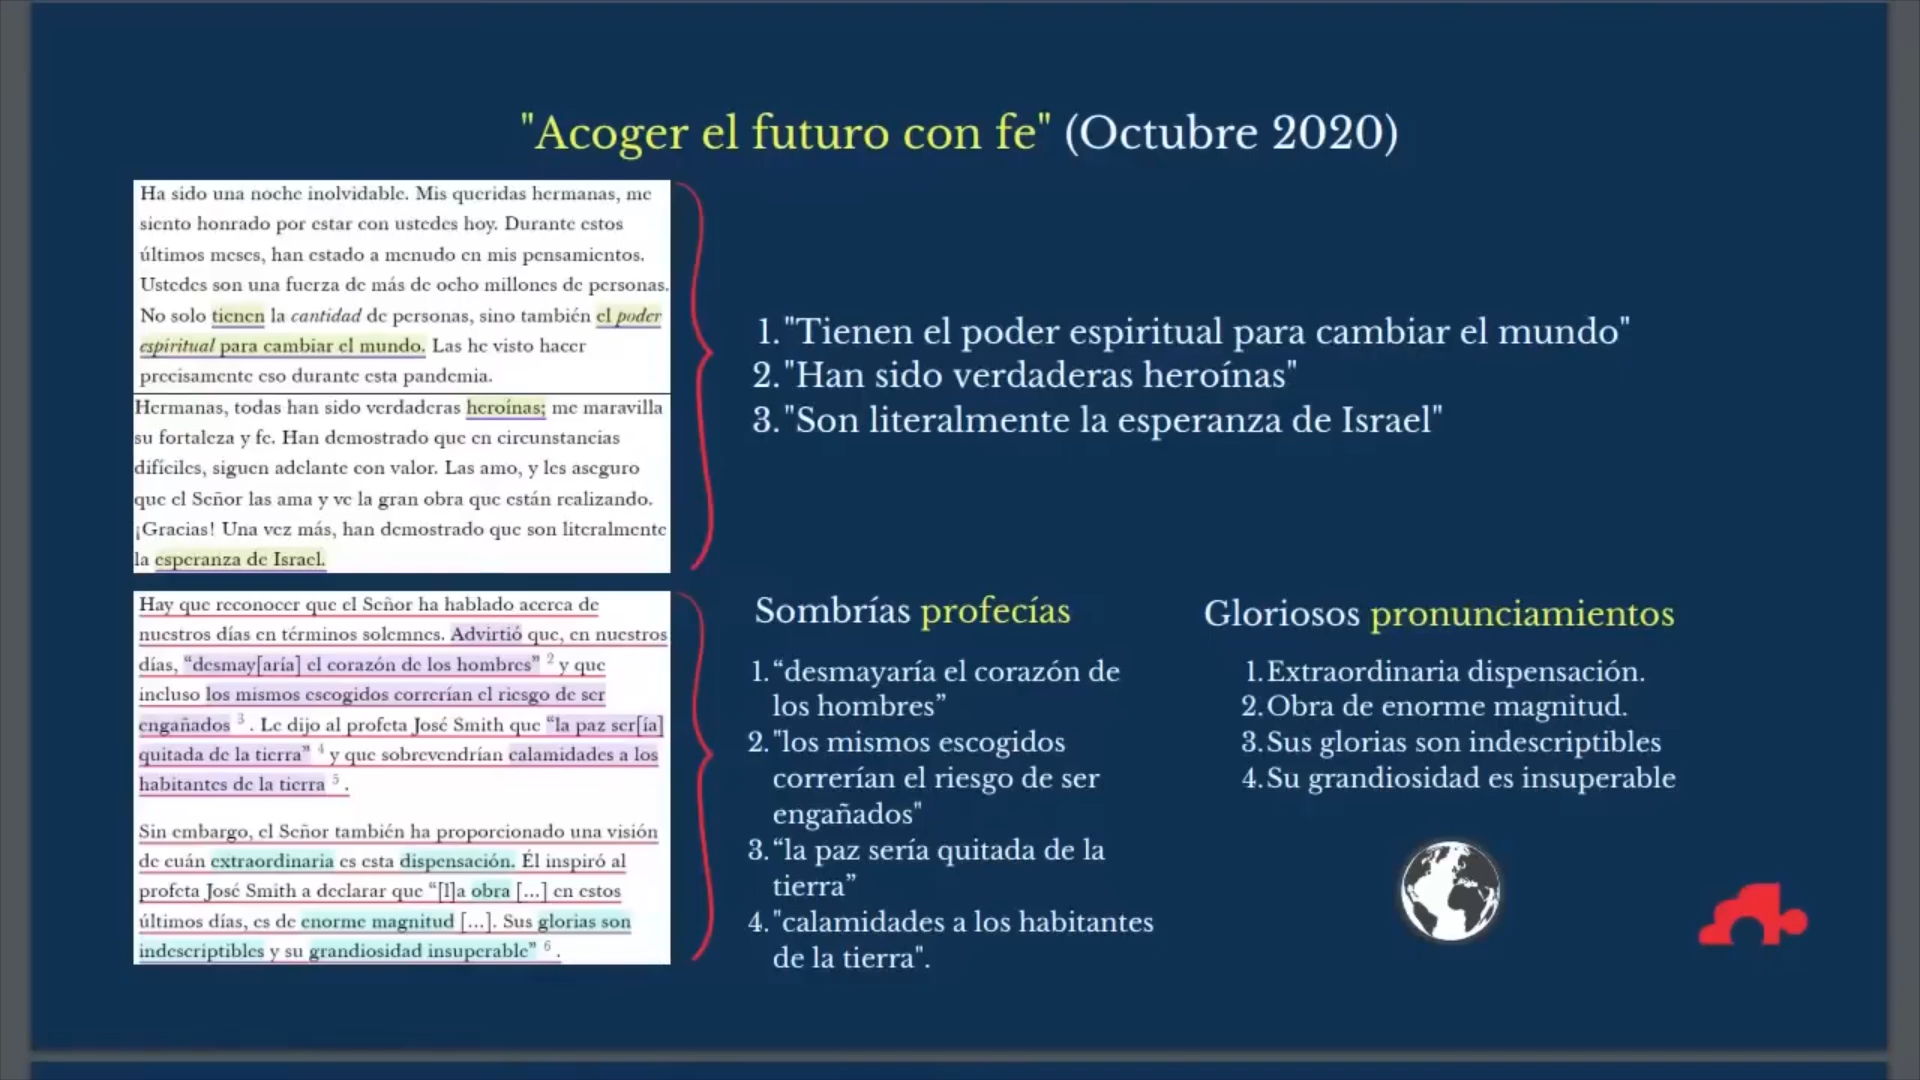 "Acoger el futuro con fe" (Octubre 2020)
Ha sido una noche inolvidable. Mis queridas hermanas, me
siento honrado por estar con ustedes hoy. Durante estos
últimos meses, han estado a menudo en mis pensamientos.
Ustedes son una fuerza de más de ocho millones de personas.
No solo tienen la cantidad de personas, sino también el poder
espiritual para cambiar el mundo. Las he visto hacer
precisamente eso durante esta pandemia.
Hermanas, todas han sido verdaderas heroínas; me maravilla
su fortaleza y fe. Han demostrado que en circunstancias
difíciles, siguen adelante con valor. Las amo, y les aseguro
que el Señor las ama y ve la gran obra que están realizando.
¡Gracias! Una vez más, han demostrado que son literalmente
la esperanza de Israel.
1. "Tienen el poder espiritual para cambiar el mundo"
2. "Han sido verdaderas heroínas"
3. "Son literalmente la esperanza de Israel"
Hay que reconocer que el Señor ha hablado acerca de
nuestros días en términos solemnes. Advirtió que, en nuestros
días, “desmay[aría] el corazón de los hombres” 2 y que
incluso los mismos escogidos correrían el riesgo de ser
engañados 3 . Le dijo al profeta José Smith que “la paz ser[ía]
quitada de la tierra” 4 y que sobrevendrían calamidades a los
habitantes de la tierra 5 .
Sin embargo, el Señor también ha proporcionado una visión
de cuán extraordinaria es esta dispensación. Él inspiró al
profeta José Smith a declarar que “[l]a obra [...] en estos
últimos días, es de enorme magnitud [...]. Sus glorias son
indescriptibles y su grandiosidad insuperable” 6 .
Sombrías profecías
1. “desmayaría el corazón de
los hombres”
2. "los mismos escogidos
correrían el riesgo de ser
engañados"
3. “la paz sería quitada de la
tierra”
4. "calamidades a los habitantes
de la tierra".
Gloriosos pronunciamientos
1. Extraordinaria dispensación.
2. Obra de enorme magnitud.
3. Sus glorias son indescriptibles
4. Su grandiosidad es insuperable